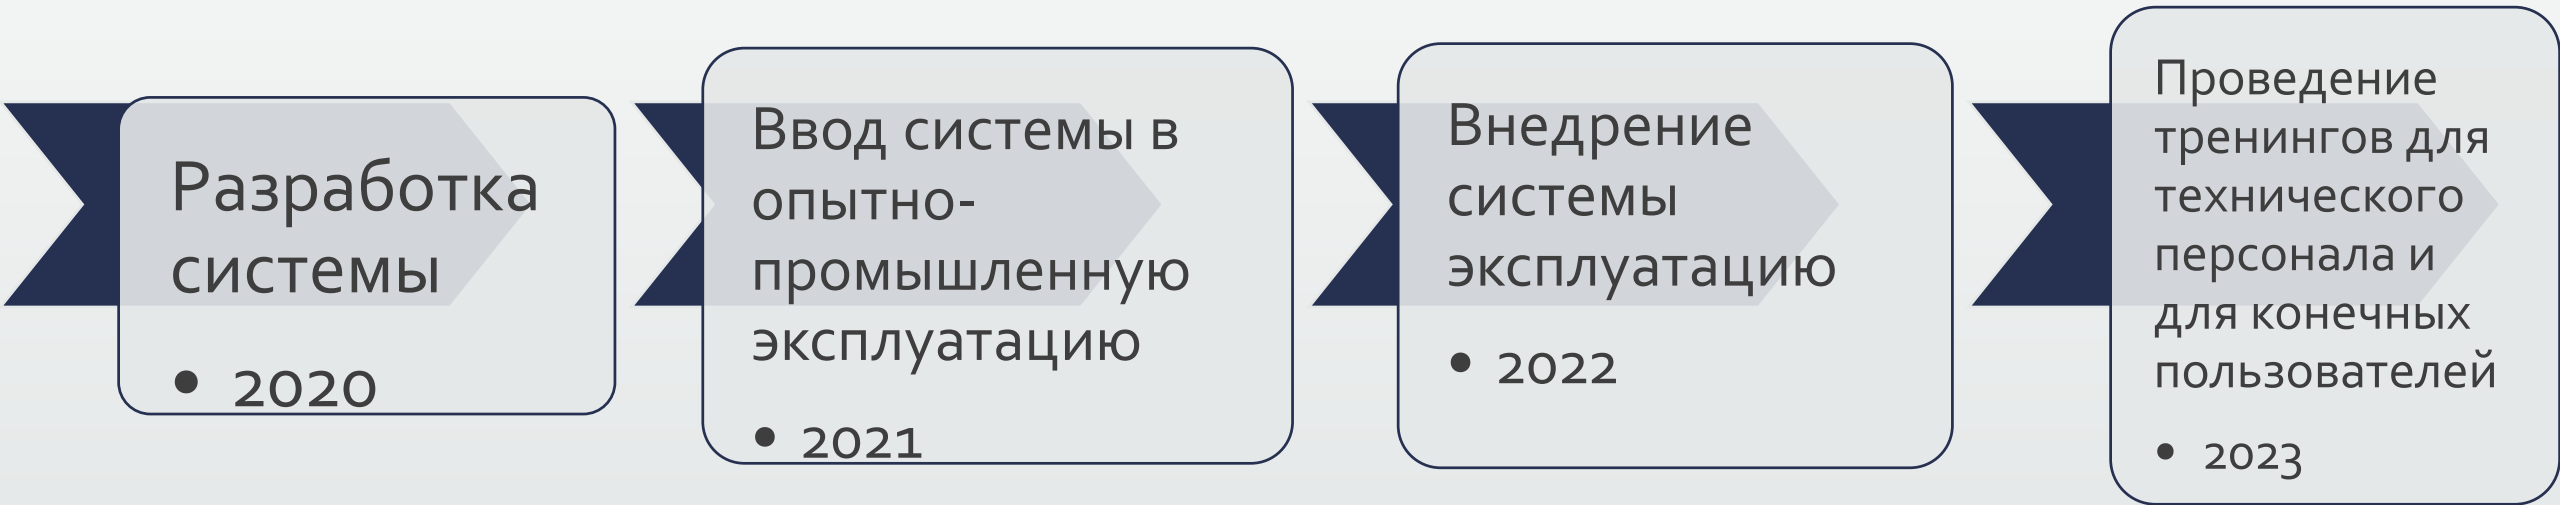 Разработка
системы
• 2020
Ввод системы в
опытно-
промышленную
эксплуатацию
• 2021
Внедрение
системы
эксплуатацию
• 2022
Проведение
тренингов для
технического
персонала и
для конечных
пользователей
• 2023